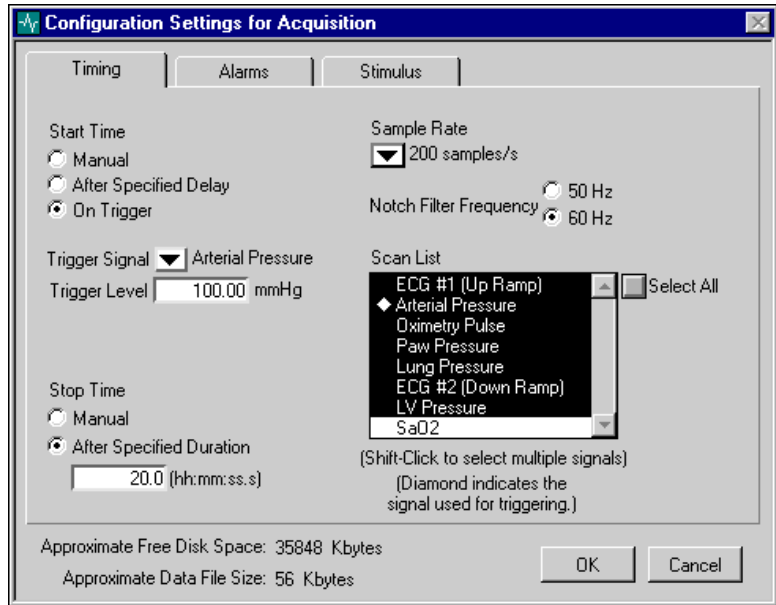 Configuration Settings for Acquisition
Timing
Alarms
Stimulus
Start Time
Manual
After Specified Delay
On Trigger
Trigger Signal Arterial Pressure
Trigger Level 100.00 mmHg
Stop Time
Manual
After Specified Duration
20.0 (hh:mm:ss.s)
Sample Rate
200 samples/s
Notch Filter Frequency
50 Hz
60 Hz
Scan List
ECG #1 (Up Ramp)
Arterial Pressure
Oximetry Pulse
Paw Pressure
Lung Pressure
ECG #2 (Down Ramp)
LV Pressure
SaO2
Select All
(Shift-Click to select multiple signals)
(Diamond indicates the
signal used for triggering.)
Approximate Free Disk Space: 35848 Kbytes
Approximate Data File Size: 56 Kbytes
OK
Cancel